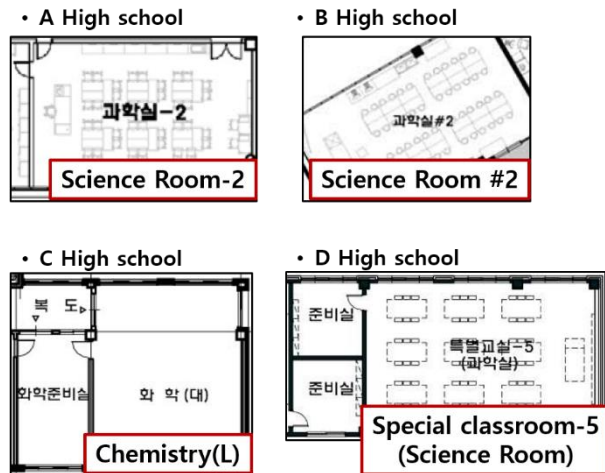 • A High school
과학실-2
Science Room-2
• B High school
과학실#2
Science Room #2
• C High school
복 도
화학준비실
화 학(대)
Chemistry(L)
• D High school
준비실
준비실
특별교실-5
(과학실)
Special classroom-5
(Science Room)